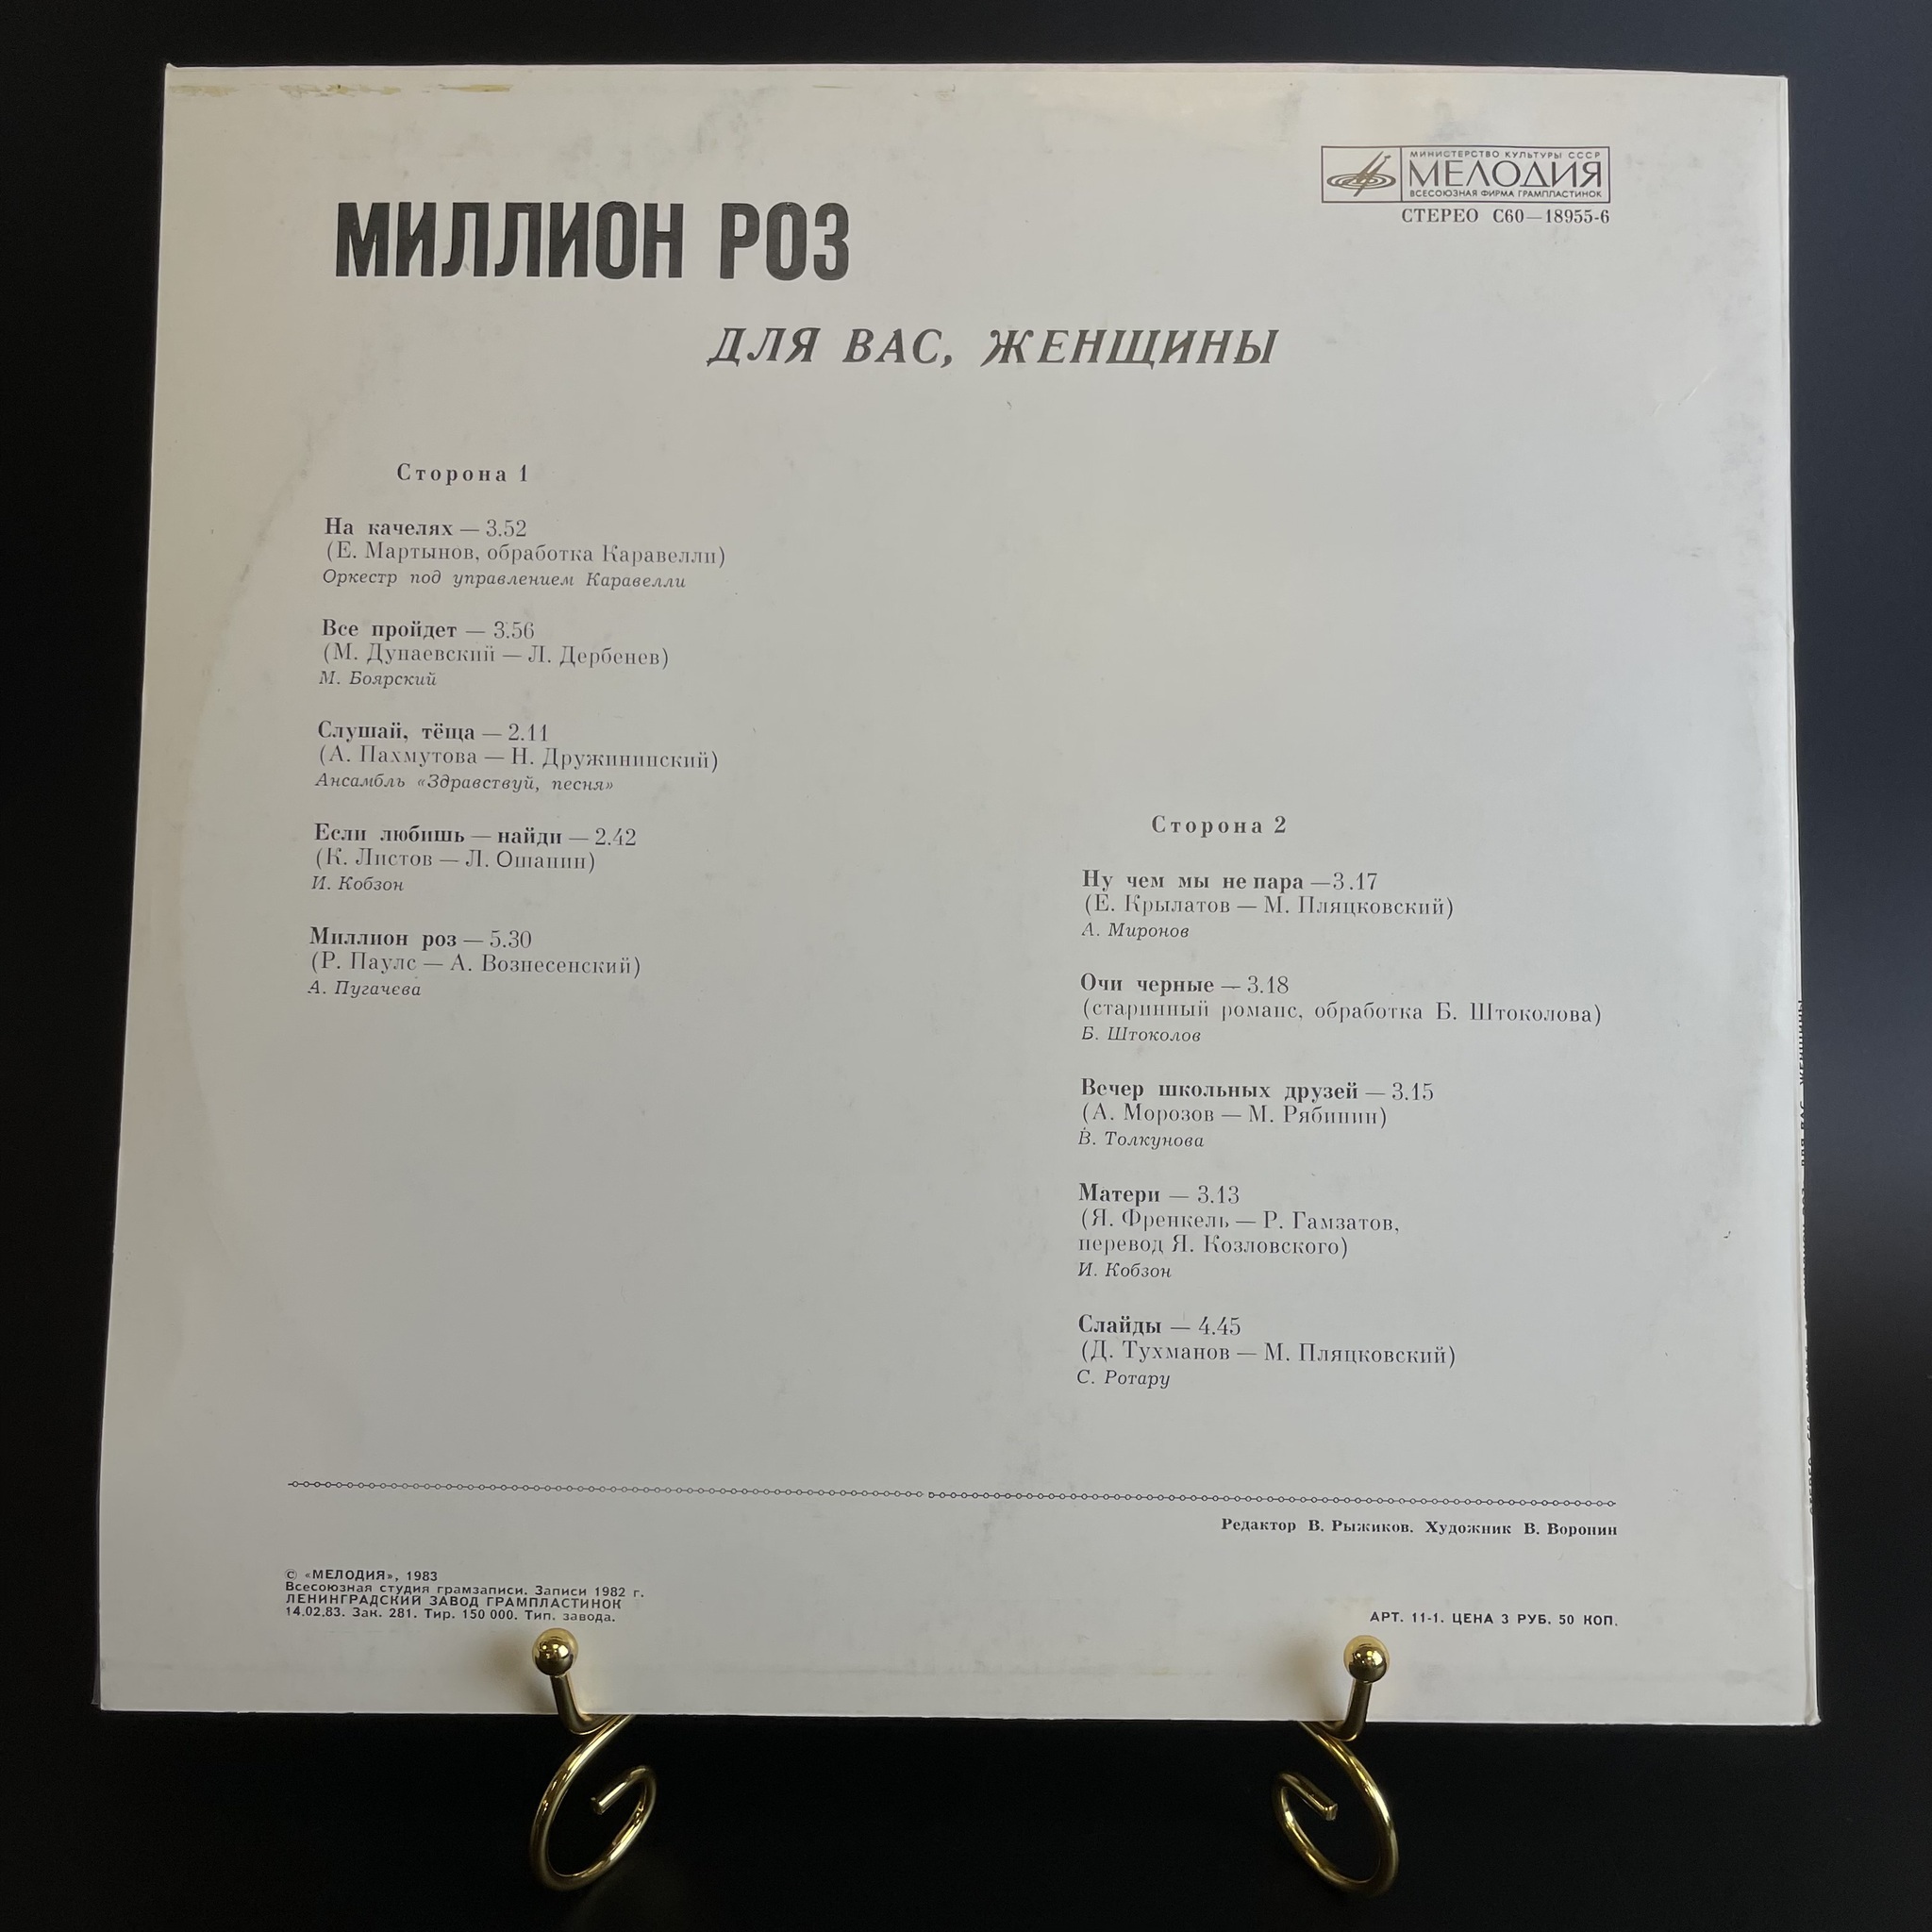 МИНИСТЕРСТВО КУЛЬТУРЫ СССР
МЕЛОДИЯ
ВСЕСОЮЗНАЯ ФИРМА ГРАМПЛАСТИНОК
СТЕРЕО С60—18955-6
МИЛЛИОН РОЗ
ДЛЯ ВАС, ЖЕНЩИНЫ
Сторона 1
На качелях — 3.52
(Е. Мартынов, обработка Каравелли)
Оркестр под управлением Каравелли
Все пройдет — 3.56
(М. Дунаевский — Л. Дербенев)
М. Боярский
Слушай, тёща — 2.11
(А. Пахмутова — Н. Дружининский)
Ансамбль «Здравствуй, песня»
Если любишь — найди — 2.42
(К. Листов — Л. Ошанин)
И. Кобзон
Миллион роз — 5.30
(Р. Паулс — А. Вознесенский)
А. Пугачева
Сторона 2
Ну чем мы не пара —3.17
(Е. Крылатов — М. Пляцковский)
А. Миронов
Очи черные — 3.18
(старинный романс, обработка Б. Штоколова)
Б. Штоколов
Вечер школьных друзей — 3.15
(А. Морозов — М. Рябинин)
В. Толкунова
Матери — 3.13
(Я. Френкель — Р. Гамзатов,
перевод Я. Козловского)
И. Кобзон
Слайды — 4.45
(Д. Тухманов — М. Пляцковский)
С. Ротару
Редактор В. Рыжиков. Художник В. Воронин
© «МЕЛОДИЯ», 1983
Всесоюзная студия грамзаписи. Записи 1982 г.
ЛЕНИНГРАДСКИЙ ЗАВОД ГРАМПЛАСТИНОК
14.02.83. Зак. 281. Тир. 150 000. Тип. завода.
АРТ. 11-1. ЦЕНА 3 РУБ. 50 КОП.